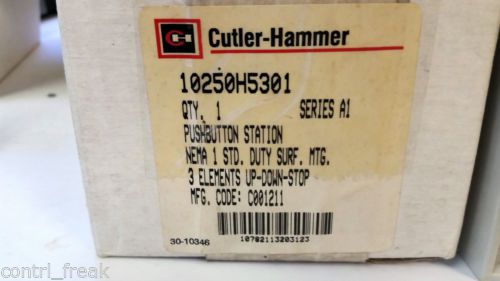 CH Cutler-Hammer
10250H5301
QTY. 1 SERIES A1
PUSHBUTTON STATION
NEMA 1 STD. DUTY SURF. MTG.
3 ELEMENTS UP-DOWN-STOP
MFG. CODE: C001211
30-10346 10782113203123
contrl_freak